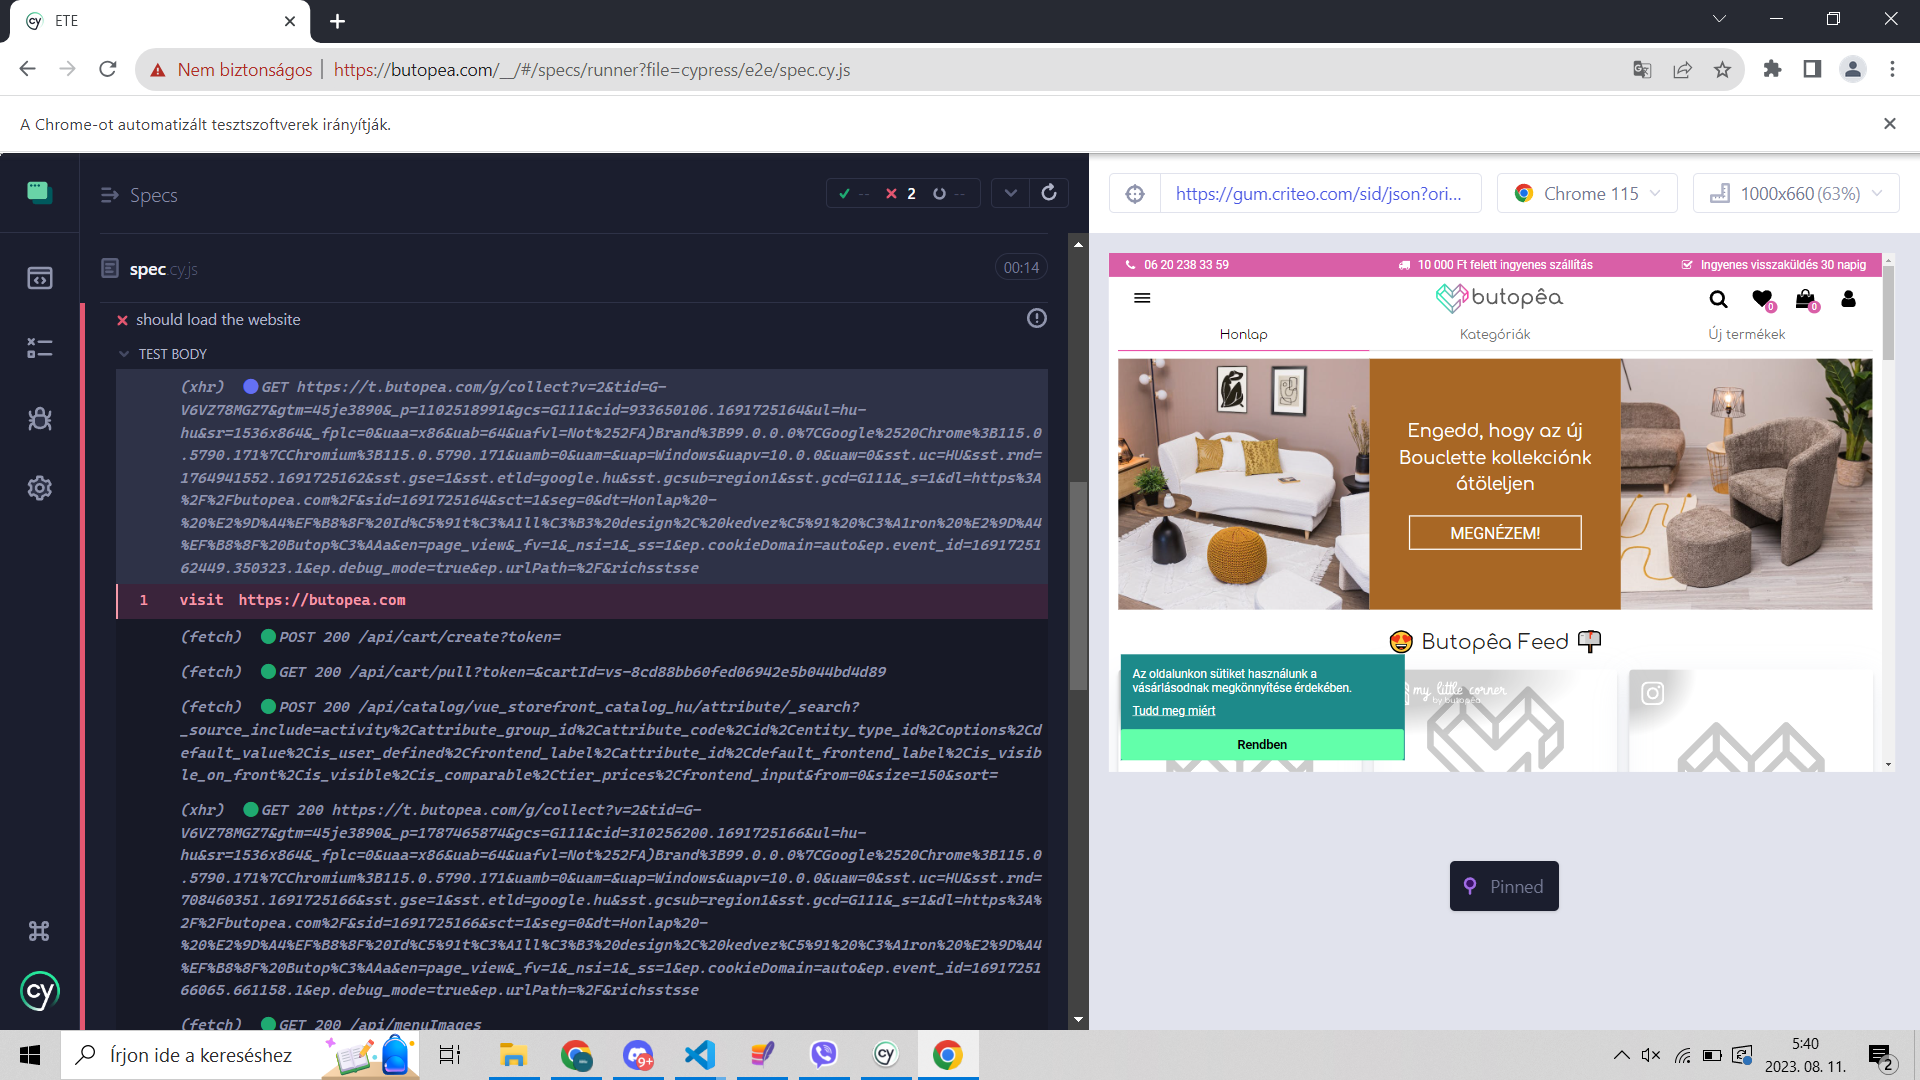 ETE
Nem biztonságos
https://butopea.com/__/#/specs/runner?file=cypress/e2e/spec.cy.js
A Chrome-ot automatizált tesztszoftverek irányítják.
Specs
-- 2 --
spec.cy.js
00:14
should load the website
TEST BODY
(xhr) GET https://t.butopea.com/g/collect?v=2&tid=G-
V6VZ78MGZ7&gtm=45je3890&_p=1102518991&gcs=G111&cid=933650106.1691725164&ul=hu-
hu&sr=1536x864&_fplc=0&uaa=x86&uab=64&uafvl=Not%252FA)Brand%3B99.0.0.0%7CGoogle%2520Chrome%3B115.0
.5790.171%7CChromium%3B115.0.5790.171&uamb=0&uam=&uap=Windows&uapv=10.0.0&uaw=0&sst.uc=HU&sst.rnd=
1764941552.1691725162&sst.gse=1&sst.etld=google.hu&sst.gcsub=region1&sst.gcd=G111&_s=1&dl=https%3A
%2F%2Fbutopea.com%2F&sid=1691725164&sct=1&seg=0&dt=Honlap%20-
%20%E2%9D%A4%EF%B8%8F%20Id%C5%91t%C3%A1ll%C3%B3%20design%2C%20kedvez%C5%91%20%C3%A1ron%20%E2%9D%A4
%EF%B8%8F%20Butop%C3%AAa&en=page_view&_fv=1&_nsi=1&_ss=1&ep.cookieDomain=auto&ep.event_id=16917251
62449.350323.1&ep.debug_mode=true&ep.urlPath=%2F&richsstsse
1 visit https://butopea.com
(fetch) POST 200 /api/cart/create?token=
(fetch) GET 200 /api/cart/pull?token=&cartId=vs-8cd88bb60fed06942e5b044bd4d89
(fetch) POST 200 /api/catalog/vue_storefront_catalog_hu/attribute/_search?
_source_include=activity%2Cattribute_group_id%2Cattribute_code%2Cid%2Centity_type_id%2Coptions%2Cd
efault_value%2Cis_user_defined%2Cfrontend_label%2Cattribute_id%2Cdefault_frontend_label%2Cis_visib
le_on_front%2Cis_visible%2Cis_comparable%2Ctier_prices%2Cfrontend_input&from=0&size=150&sort=
(xhr) GET 200 https://t.butopea.com/g/collect?v=2&tid=G-
V6VZ78MGZ7&gtm=45je3890&_p=1787465874&gcs=G111&cid=310256200.1691725166&ul=hu-
hu&sr=1536x864&_fplc=0&uaa=x86&uab=64&uafvl=Not%252FA)Brand%3B99.0.0.0%7CGoogle%2520Chrome%3B115.0
.5790.171%7CChromium%3B115.0.5790.171&uamb=0&uam=&uap=Windows&uapv=10.0.0&uaw=0&sst.uc=HU&sst.rnd=
708460351.1691725166&sst.gse=1&sst.etld=google.hu&sst.gcsub=region1&sst.gcd=G111&_s=1&dl=https%3A%
2F%2Fbutopea.com%2F&sid=1691725166&sct=1&seg=0&dt=Honlap%20-
%20%E2%9D%A4%EF%B8%8F%20Id%C5%91t%C3%A1ll%C3%B3%20design%2C%20kedvez%C5%91%20%C3%A1ron%20%E2%9D%A4
%EF%B8%8F%20Butop%C3%AAa&en=page_view&_fv=1&_nsi=1&_ss=1&ep.cookieDomain=auto&ep.event_id=16917251
66065.661158.1&ep.debug_mode=true&ep.urlPath=%2F&richsstsse
(fetch) GET 200 /api/menuImages
cy
https://gum.criteo.com/sid/json?ori...
Chrome 115
1000x660 (63%)
06 20 238 33 59
10 000 Ft felett ingyenes szállítás
Ingyenes visszaküldés 30 napig
butopêa
0
0
Honlap
Kategóriák
Új termékek
Engedd, hogy az új
Bouclette kollekciónk
átöleljen
MEGNÉZEM!
😍 Butopêa Feed 📬
Az oldalunkon sütiket használunk a
vásárlásodnak megkönnyítése érdekében.
Tudd meg miért
Rendben
my little corner
by butopêa
Pinned
Írjon ide a kereséshez
9+
cy
5:40
2023. 08. 11.
2